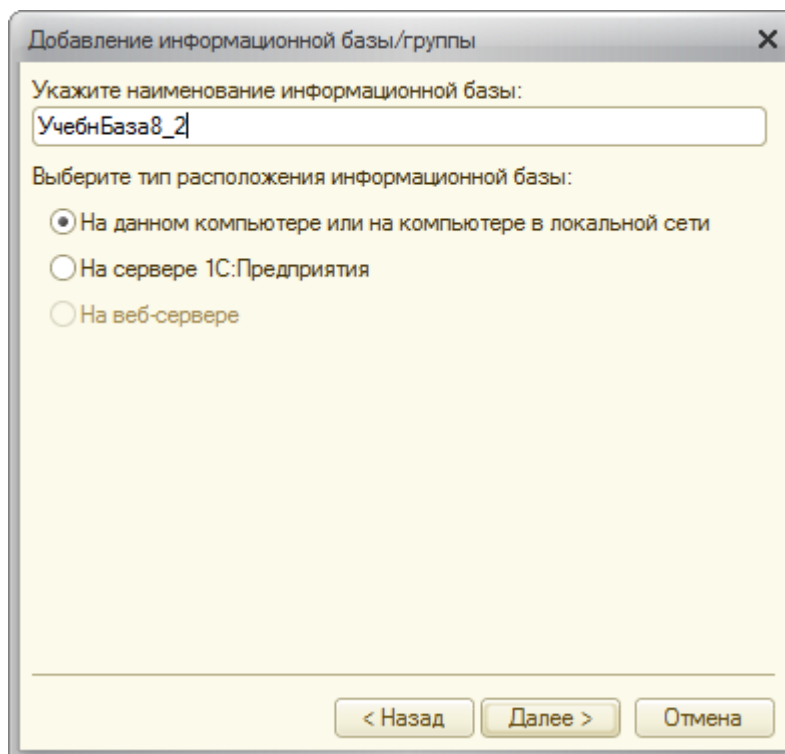 Добавление информационной базы/группы
Укажите наименование информационной базы:
УчебнБаза8_2
Выберите тип расположения информационной базы:
На данном компьютере или на компьютере в локальной сети
На сервере 1С:Предприятия
На веб-сервере
< Назад Далее > Отмена